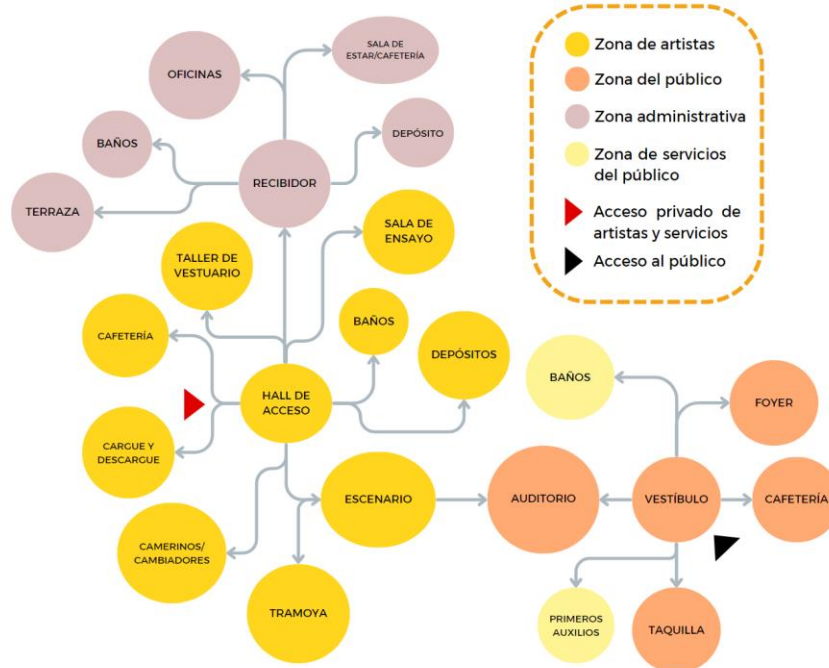 SALA DE
ESTAR/CAFETERÍA
OFICINAS
BAÑOS
DEPÓSITO
RECIBIDOR
TERRAZA
SALA DE
ENSAYO
TALLER DE
VESTUARIO
CAFETERÍA
BAÑOS
DEPÓSITOS
HALL DE
ACCESO
CARGUE Y
DESCARGUE
CAMERINOS/
CAMBIADORES
ESCENARIO
TRAMOYA
Zona de artistas
Zona del público
Zona administrativa
Zona de servicios
del público
Acceso privado de
artistas y servicios
Acceso al público
BAÑOS
FOYER
AUDITORIO
VESTÍBULO
CAFETERÍA
PRIMEROS
AUXILIOS
TAQUILLA